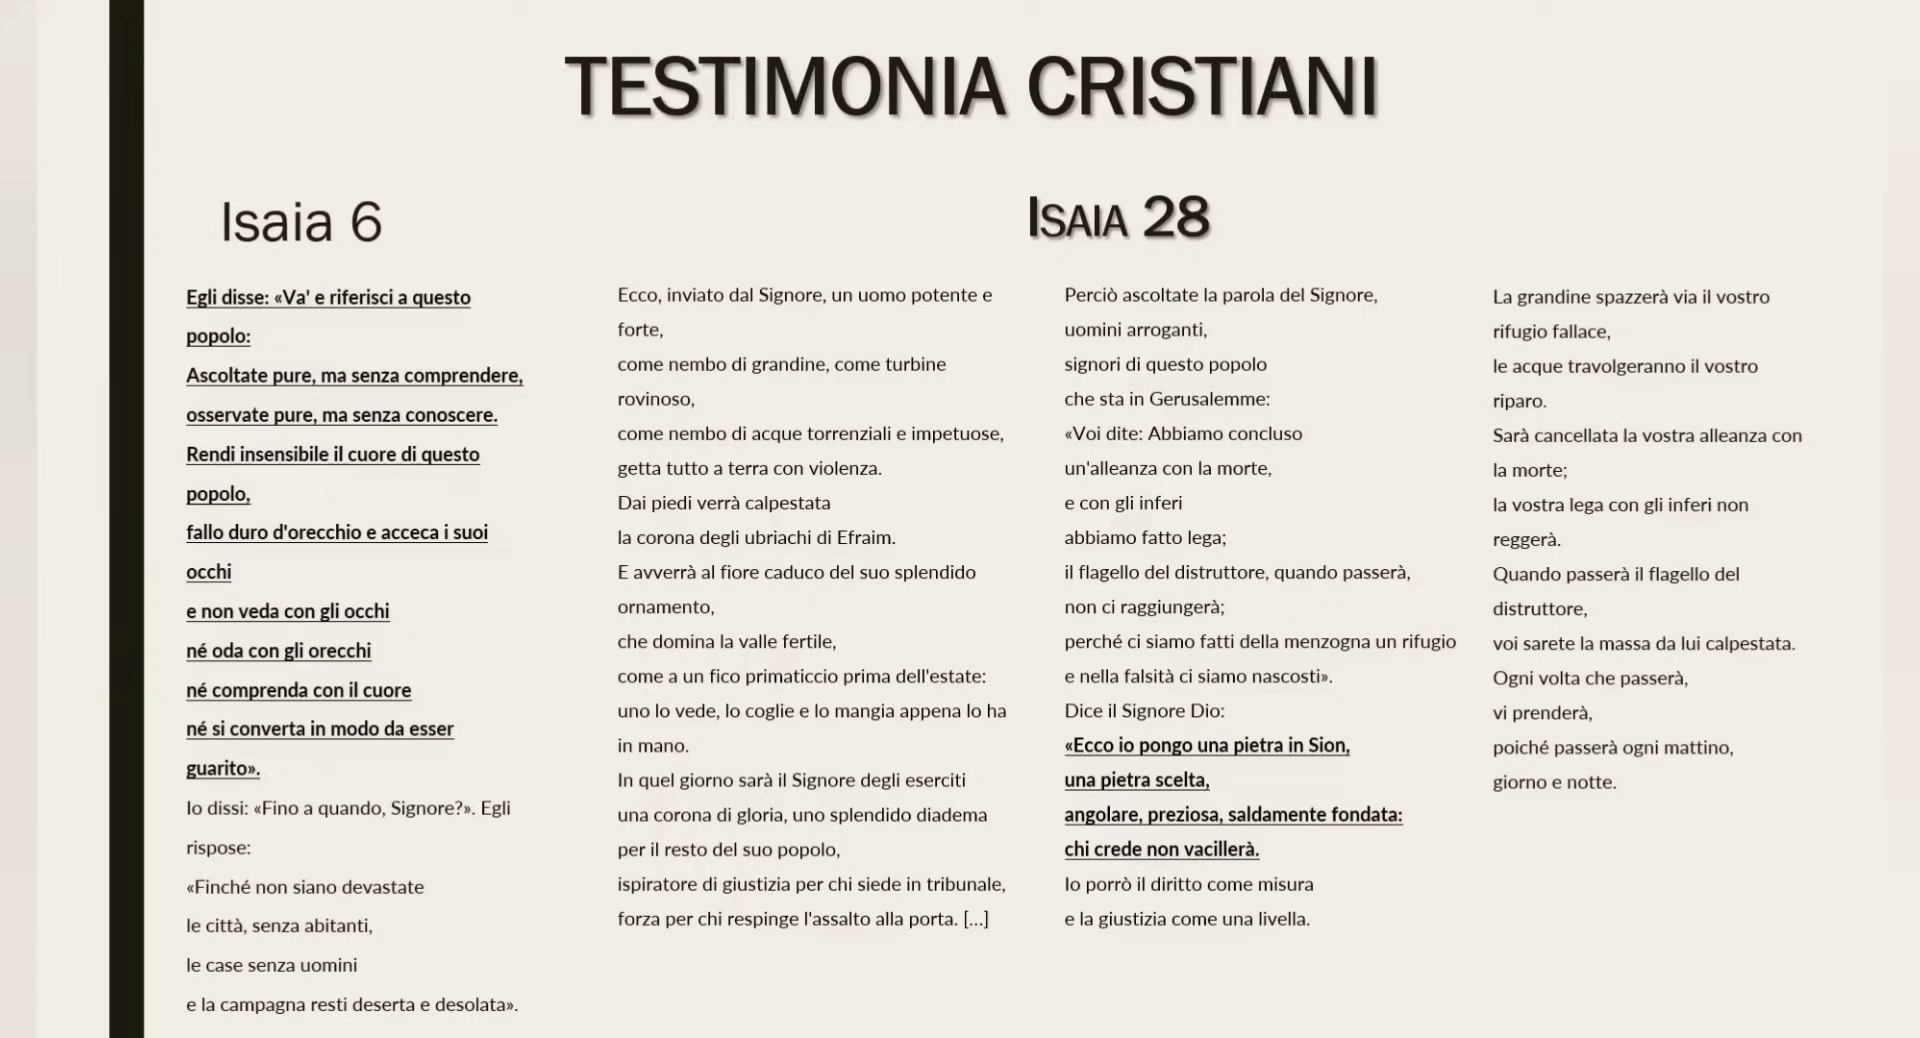 TESTIMONIA CRISTIANI
Isaia 6
Egli disse: «Va' e riferisci a questo
popolo:
Ascoltate pure, ma senza comprendere,
osservate pure, ma senza conoscere.
Rendi insensibile il cuore di questo
popolo,
fallo duro d'orecchio e acceca i suoi
occhi
e non veda con gli occhi
né oda con gli orecchi
né comprenda con il cuore
né si converta in modo da esser
guarito».
Io dissi: «Fino a quando, Signore?». Egli
rispose:
«Finché non siano devastate
le città, senza abitanti,
le case senza uomini
e la campagna resti deserta e desolata».
Isaia 28
Ecco, inviato dal Signore, un uomo potente e
forte,
come nembo di grandine, come turbine
rovinoso,
come nembo di acque torrenziali e impetuose,
getta tutto a terra con violenza.
Dai piedi verrà calpestata
la corona degli ubriachi di Efraim.
E avverrà al fiore caduco del suo splendido
ornamento,
che domina la valle fertile,
come a un fico primaticcio prima dell'estate:
uno lo vede, lo coglie e lo mangia appena lo ha
in mano.
In quel giorno sarà il Signore degli eserciti
una corona di gloria, uno splendido diadema
per il resto del suo popolo,
ispiratore di giustizia per chi siede in tribunale,
forza per chi respinge l'assalto alla porta. [...]
Perciò ascoltate la parola del Signore,
uomini arroganti,
signori di questo popolo
che sta in Gerusalemme:
«Voi dite: Abbiamo concluso
un'alleanza con la morte,
e con gli inferi
abbiamo fatto lega;
il flagello del distruttore, quando passerà,
non ci raggiungerà;
perché ci siamo fatti della menzogna un rifugio
e nella falsità ci siamo nascosti».
Dice il Signore Dio:
«Ecco io pongo una pietra in Sion,
una pietra scelta,
angolare, preziosa, saldamente fondata:
chi crede non vacillerà.
Io porrò il diritto come misura
e la giustizia come una livella.
La grandine spazzerà via il vostro
rifugio fallace,
le acque travolgeranno il vostro
riparo.
Sarà cancellata la vostra alleanza con
la morte;
la vostra lega con gli inferi non
reggerà.
Quando passerà il flagello del
distruttore,
voi sarete la massa da lui calpestata.
Ogni volta che passerà,
vi prenderà,
poiché passerà ogni mattino,
giorno e notte.